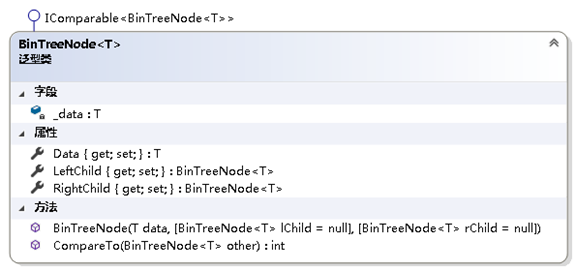 IComparable<BinTreeNode<T>>
BinTreeNode<T>
泛型类
字段
_data : T
属性
Data { get; set; } : T
LeftChild { get; set; } : BinTreeNode<T>
RightChild { get; set; } : BinTreeNode<T>
方法
BinTreeNode(T data, [BinTreeNode<T> lChild = null], [BinTreeNode<T> rChild = null])
CompareTo(BinTreeNode<T> other) : int